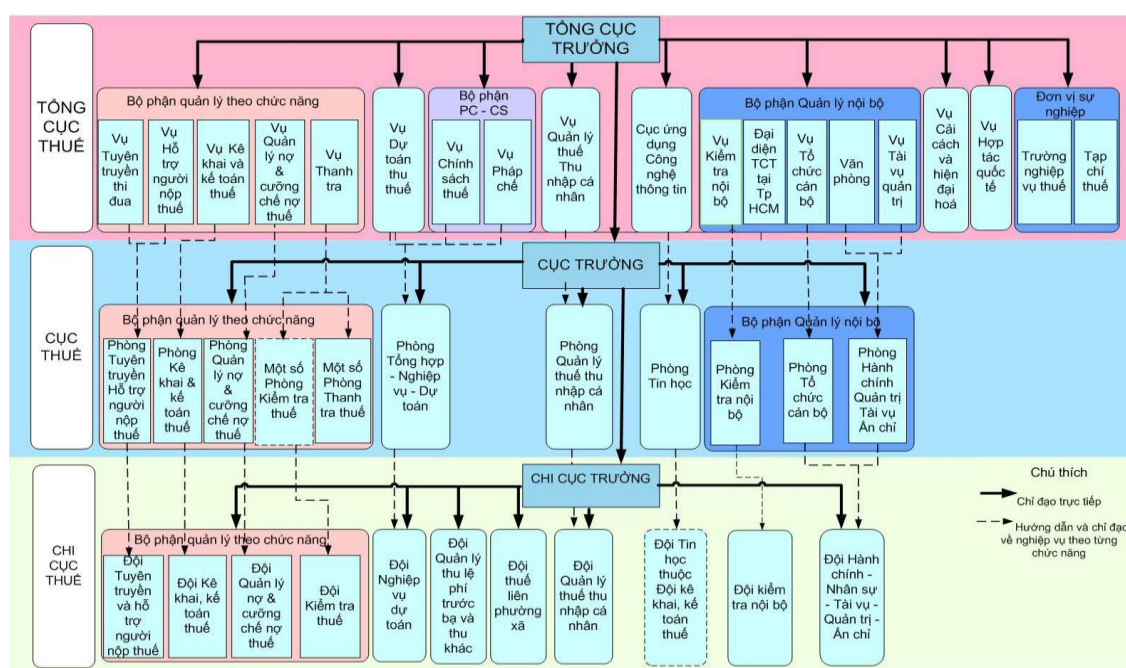 TỔNG CỤC
TRƯỞNG
TỔNG
CỤC
THUẾ
Bộ phận quản lý theo chức năng
Vụ
Tuyên
truyền thi
đua
Vụ
Hỗ trợ
người
nộp
thuế
Vụ Kê
khai và
kế toán thuế
Vụ
Quản lý
nợ
& cưỡng
chế nợ
thuế
Vụ
Thanh
tra
Vụ
Dự
toán
thu
thuế
Bộ phận
PC - CS
Vụ
Chính
sách thuế
Vụ
Pháp
chế
Vụ
Quản lý
thuế
Thu
nhập cá
nhân
Cục ứng
dụng
Công
nghệ
thông tin
Bộ phận Quản lý nội bộ
Vụ
Kiểm
tra nội
bộ
Đại
diện
TCT
tại
Tp
HCM
Vụ
Tổ
chức
cán
bộ
Văn
phòng
Vụ
Tài
vụ
quản
trị
Vụ
Cải
cách và
hiện đại
hoá
Vụ
Hợp
tác
quốc
tế
Đơn vị sự
nghiệp
Trường
nghiệp
vụ thuế
Tạp
chí
thuế
CỤC TRƯỞNG
CỤC
THUẾ
Bộ phận quản lý theo chức năng
Phòng
Tuyên
truyền
Hỗ trợ
người
nộp
thuế
Phòng
Kê
khai &
kế
toán
thuế
Phòng
Quản
lý nợ
&
cưỡng
chế nợ
thuế
Một số
Phòng
Kiểm tra
thuế
Một số
Phòng
Thanh
tra thuế
Phòng
Tổng hợp
- Nghiệp
vụ - Dự
toán
Phòng
Quản lý
thuế thu
nhập cá
nhân
Phòng
Tin học
Bộ phận Quản lý nội bộ
Phòng
Kiểm tra
nội bộ
Phòng
Tổ
chức
cán bộ
Phòng
Hành
chính
Quản trị
Tài vụ
Ấn chỉ
CHI CỤC TRƯỞNG
CHI
CỤC
THUẾ
Bộ phận quản lý theo chức năng
Đội
Tuyên
truyền
và hỗ
trợ
người
nộp thuế
Đội Kê
khai, kế
toán
thuế
Đội
Quản lý
nợ &
cưỡng chế
nợ thuế
Đội
Kiểm tra
thuế
Đội
Nghiệp
vụ dự
toán
Đội
Quản lý
thu lệ
phí
trước
bạ và
thu
khác
Đội
thuế
liên
phường
xã
Đội
Quản lý
thuế thu
nhập cá
nhân
Đội Tin
học thuộc
Đội kê
khai, kế
toán
thuế
Đội kiểm
tra nội bộ
Đội Hành
chính -
Nhân sự
- Tài vụ -
Quản trị -
Ấn chỉ
Chú thích
Chỉ đạo trực tiếp
Hướng dẫn và chỉ đạo
về nghiệp vụ theo từng
chức năng